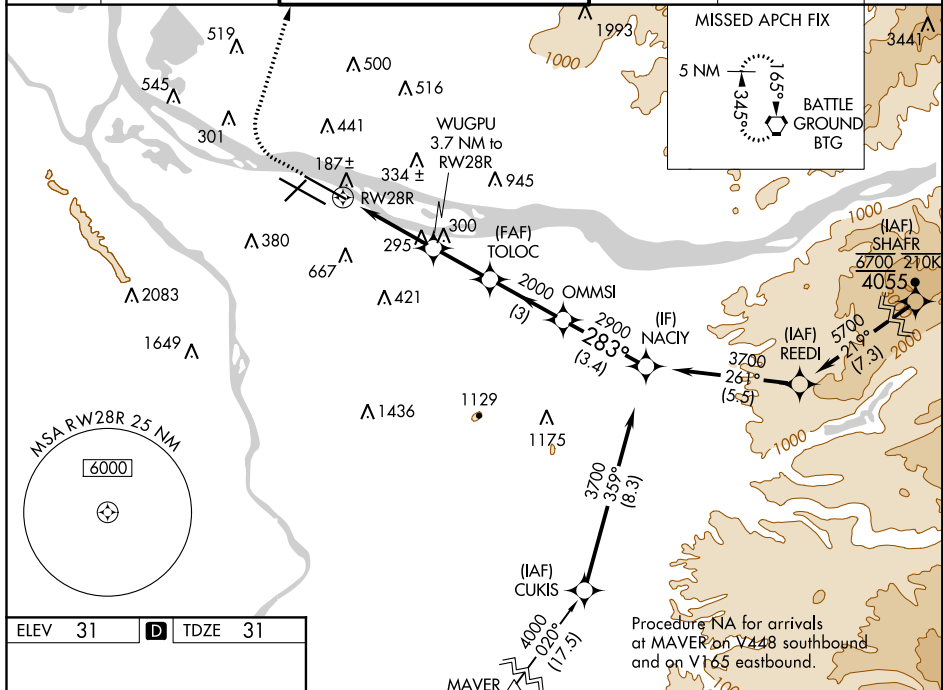 519
545
301
500
516
441
187±
334 ±
945
WUGPU
3.7 NM to
RW28R
RW28R
1993
1000
MISSED APCH FIX
5 NM
345°
165°
BATTLE
GROUND
BTG
3441
380
667
295
300
(FAF)
TOLOC
421
2083
1649
2000
(3)
OMMSI
2900
283°
(3.4)
(IF)
NACIY
3700
261°
(5.5)
(IAF)
REEDI
5700
219°
(7.3)
1000
(IAF)
SHAFR
6700 210K
4055
2000
1436
1129
1175
1000
MSA RW28R 25 NM
6000
3700
359°
(8.3)
(IAF)
CUKIS
4000
020°
(17.5)
MAVER
Procedure NA for arrivals
at MAVER on V448 southbound
and on V165 eastbound.
1000
ELEV 31 D TDZE 31